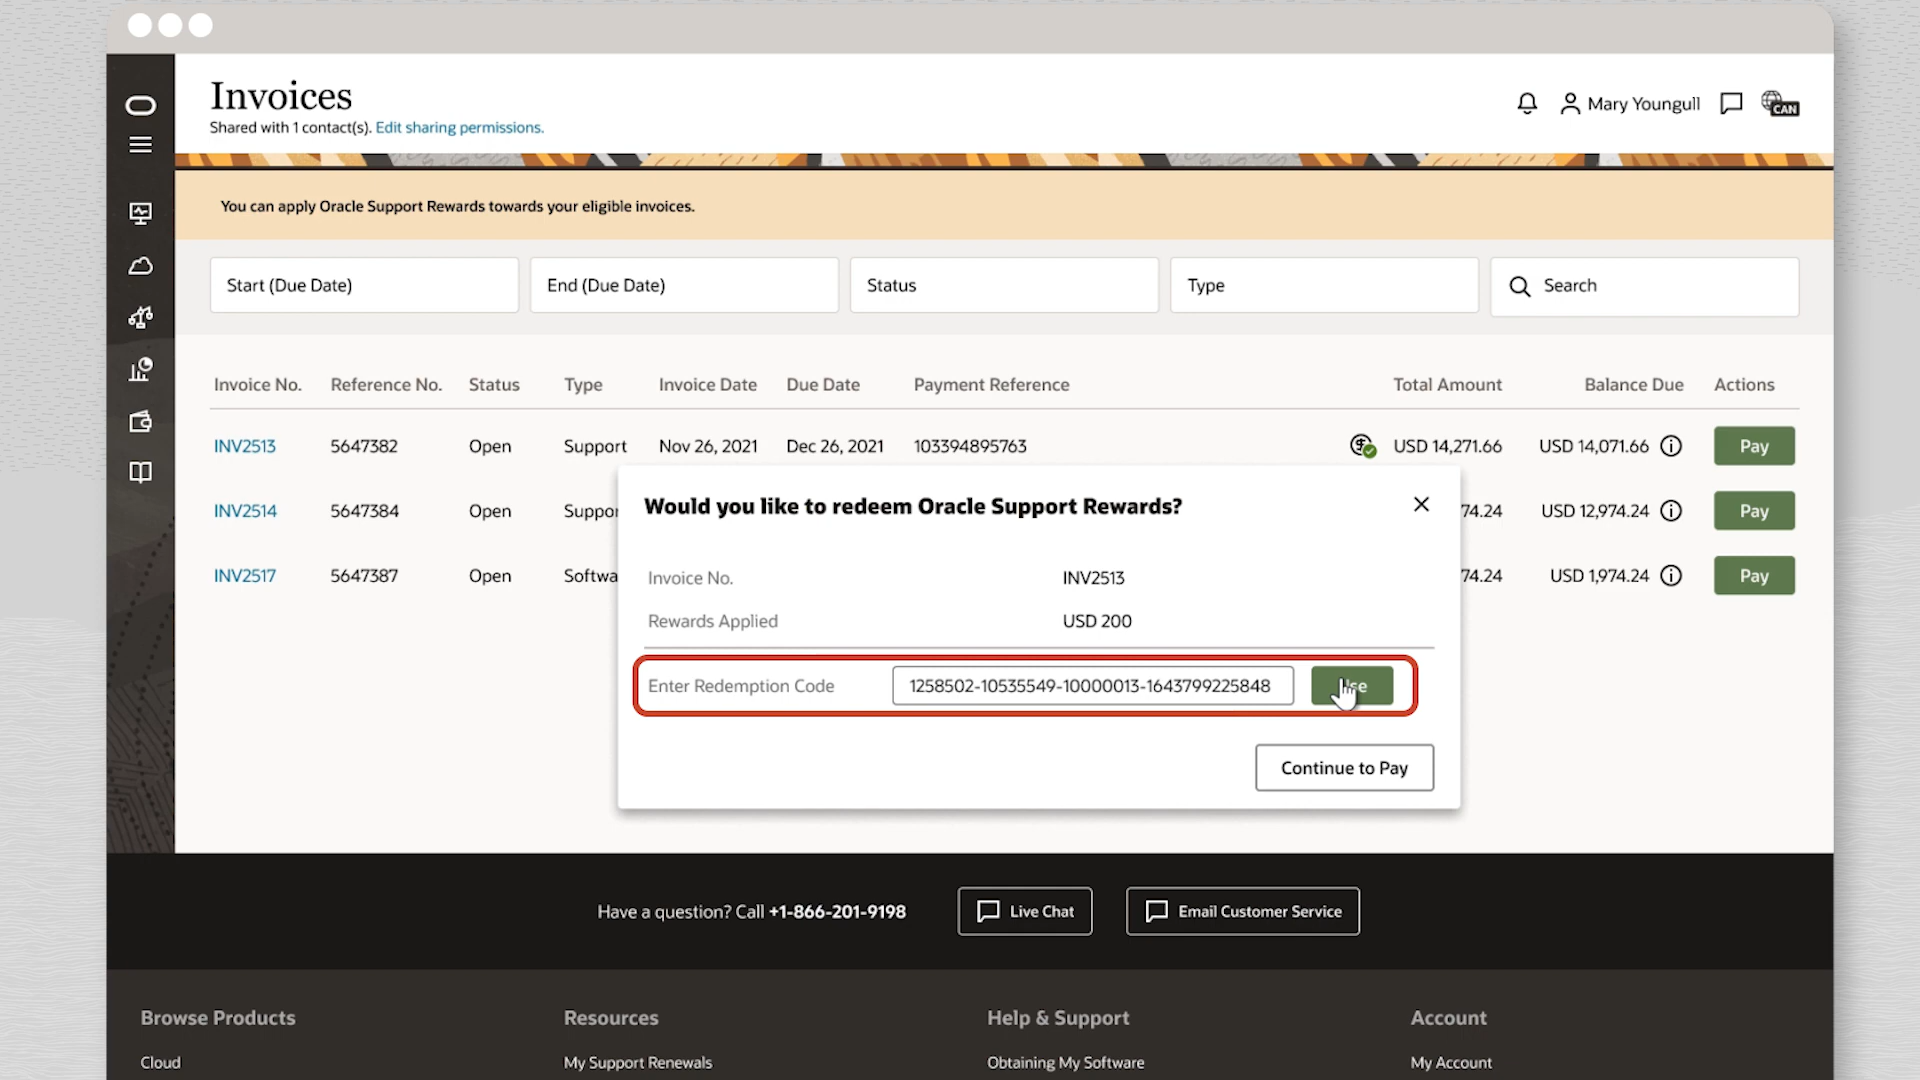 Invoices
Shared with 1 contact(s). Edit sharing permissions.
Mary Youngull
CAN
You can apply Oracle Support Rewards towards your eligible invoices.
Start (Due Date) End (Due Date) Status Type Search
Invoice No. Reference No. Status Type Invoice Date Due Date Payment Reference Total Amount Balance Due Actions
INV2513 5647382 Open Support Nov 26, 2021 Dec 26, 2021 103394895763 USD 14,271.66 USD 14,071.66 Pay
INV2514 5647384 Open Suppor 74.24 USD 12,974.24 Pay
INV2517 5647387 Open Softwa 74.24 USD 1,974.24 Pay
Would you like to redeem Oracle Support Rewards?
Invoice No. INV2513
Rewards Applied USD 200
Enter Redemption Code 1258502-10535549-10000013-1643799225848
Continue to Pay
Have a question? Call +1-866-201-9198 Live Chat Email Customer Service
Browse Products Resources Help & Support Account
Cloud My Support Renewals Obtaining My Software My Account